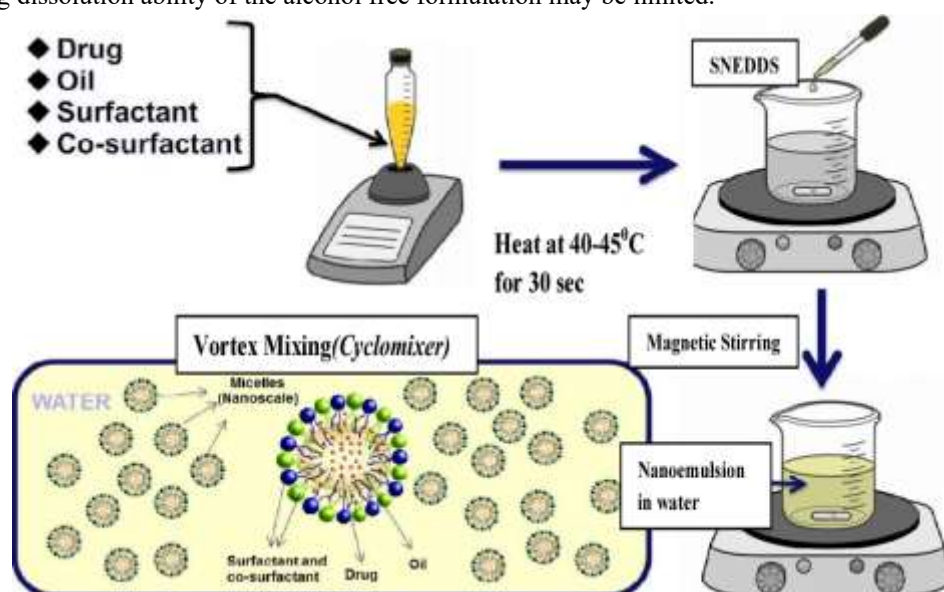 g dissolution ability of the alcohol free formulation may be limited.
◆ Drug
◆ Oil
◆ Surfactant
◆ Co-surfactant
SNEDDS
Heat at 40-45⁰C
for 30 sec
Vortex Mixing(Cyclomixer)
Magnetic Stirring
WATER
Micelles
(Nanoscale)
Nanoemulsion
in water
Surfactant and
co-surfactant
Drug
Oil